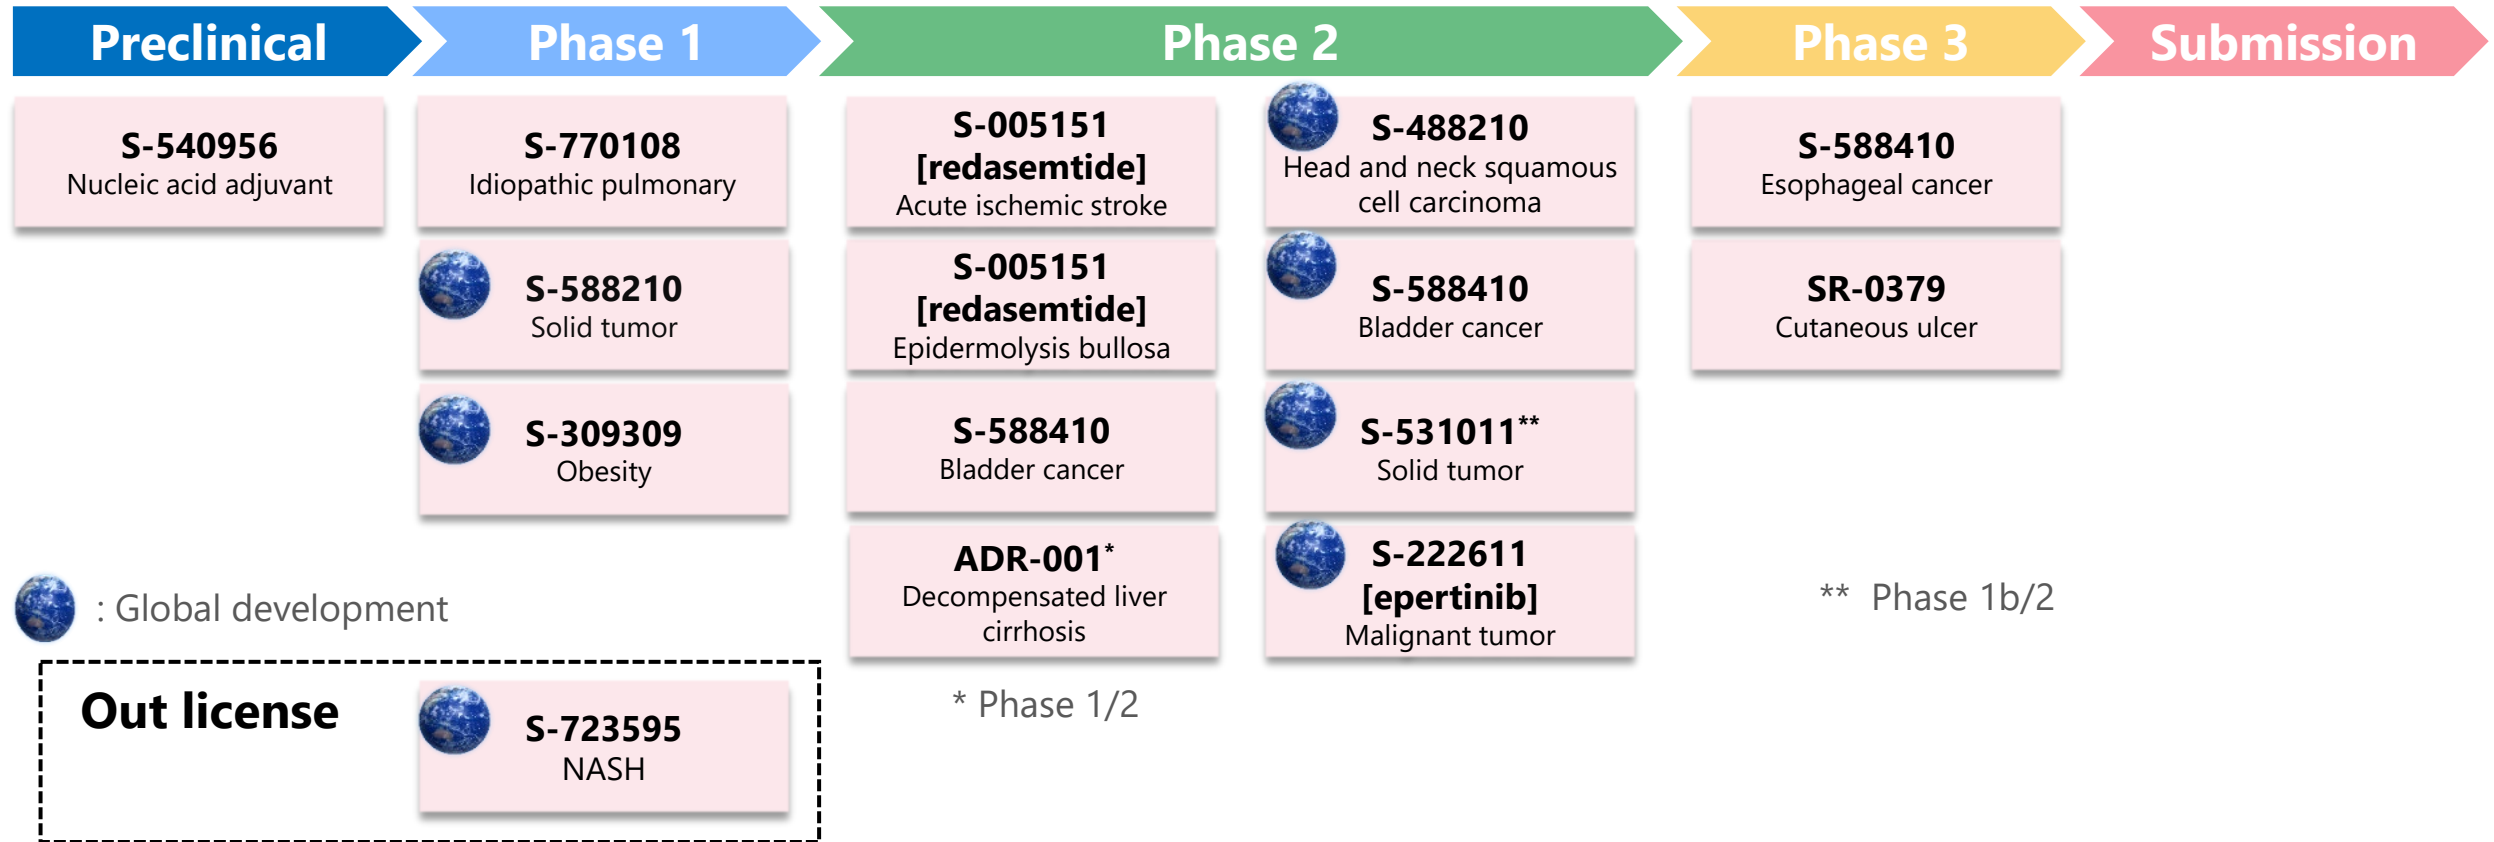 Preclinical
Phase 1
Phase 2
Phase 3
Submission
S-540956
Nucleic acid adjuvant
S-770108
Idiopathic pulmonary
S-588210
Solid tumor
S-309309
Obesity
S-005151
[redasemtide]
Acute ischemic stroke
S-005151
[redasemtide]
Epidermolysis bullosa
S-588410
Bladder cancer
ADR-001*
Decompensated liver
cirrhosis
S-488210
Head and neck squamous
cell carcinoma
S-588410
Bladder cancer
S-531011**
Solid tumor
S-222611
[epertinib]
Malignant tumor
S-588410
Esophageal cancer
SR-0379
Cutaneous ulcer
: Global development
** Phase 1b/2
* Phase 1/2
Out license
S-723595
NASH